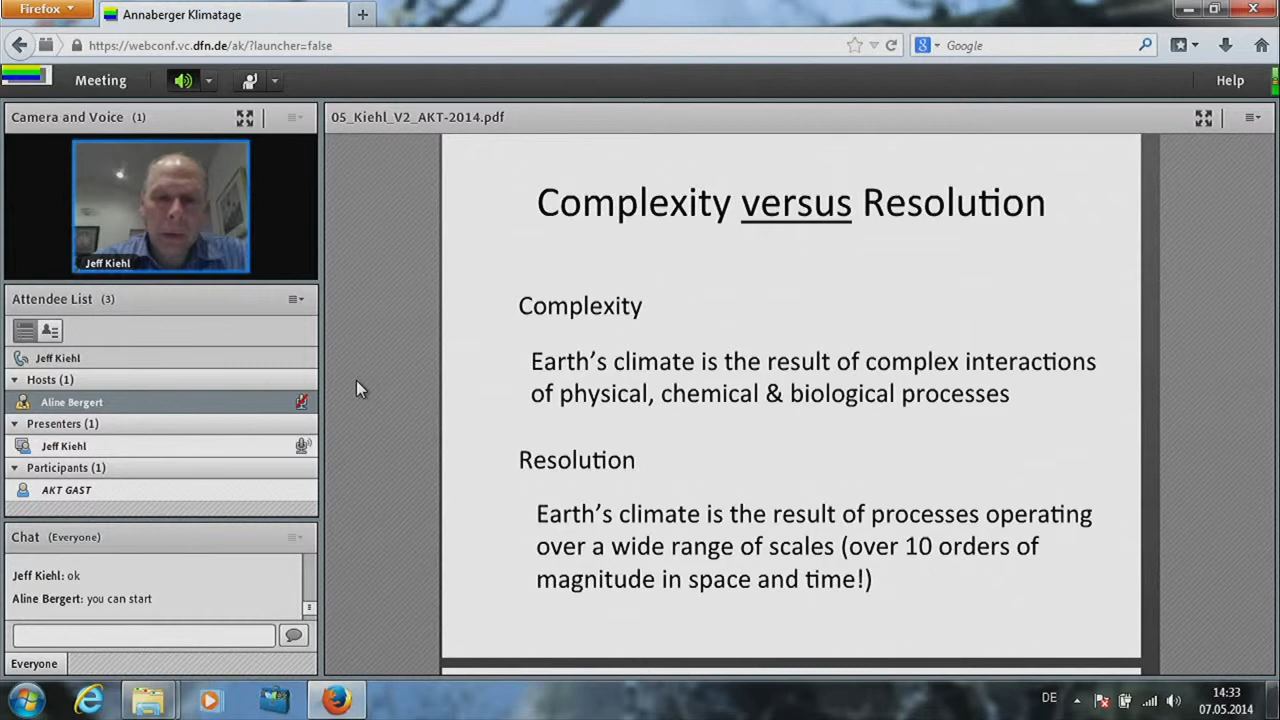 Firefox
Annaberger Klimatage
https://webconf.vc.dfn.de/ak/?launcher=false
Google
Meeting
Help
Camera and Voice (1)
05_Kiehl_V2_AKT-2014.pdf
Jeff Kiehl
Attendee List (3)
Jeff Kiehl
Hosts (1)
Aline Bergert
Presenters (1)
Jeff Kiehl
Participants (1)
AKT GAST
Chat (Everyone)
Jeff Kiehl: ok
Aline Bergert: you can start
Everyone
Complexity versus Resolution
Complexity
Earth’s climate is the result of complex interactions
of physical, chemical & biological processes
Resolution
Earth’s climate is the result of processes operating
over a wide range of scales (over 10 orders of
magnitude in space and time!)
DE
14:33
07.05.2014